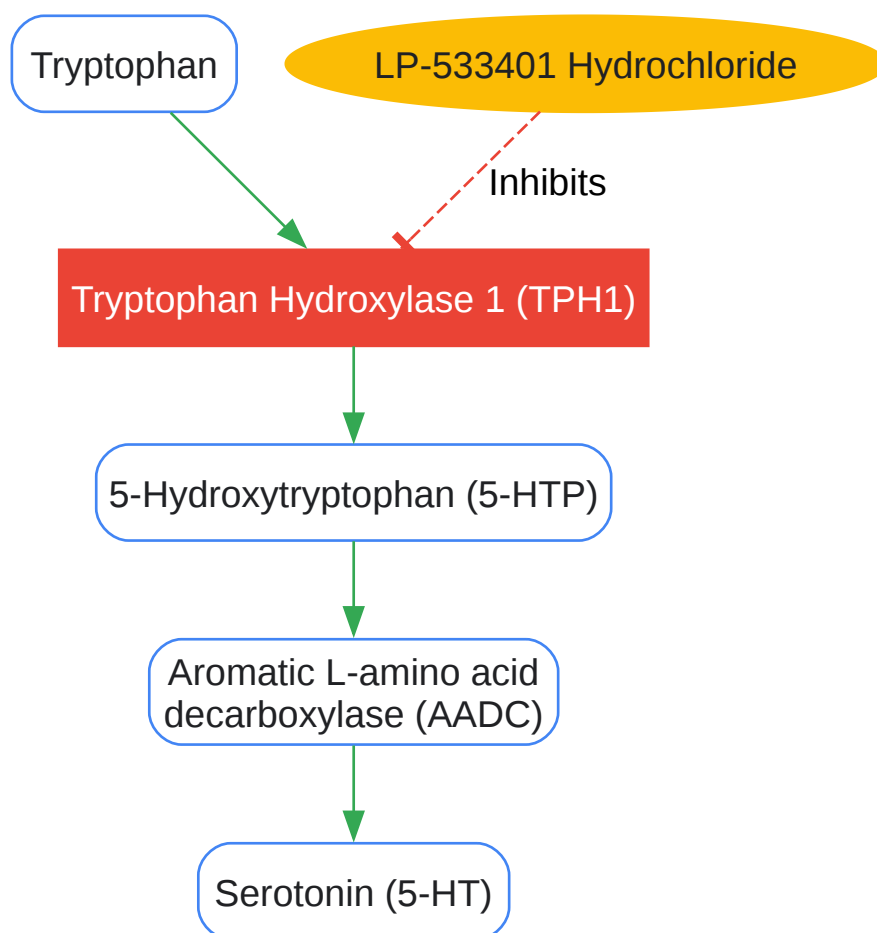 Tryptophan
LP-533401 Hydrochloride
Inhibits
Tryptophan Hydroxylase 1 (TPH1)
5-Hydroxytryptophan (5-HTP)
Aromatic L-amino acid
decarboxylase (AADC)
Serotonin (5-HT)